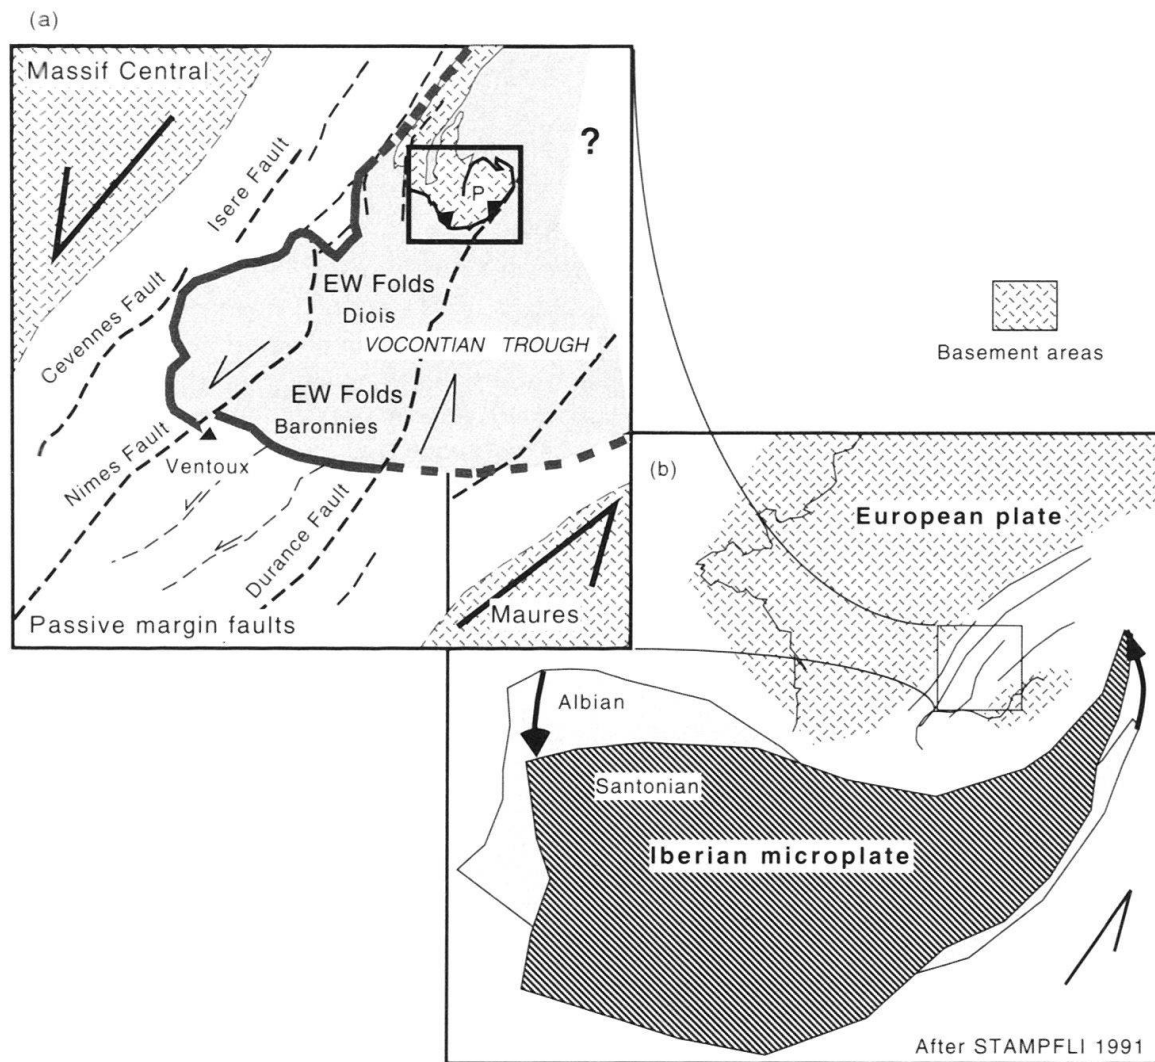 (a)
Massif Central
?
Isere Fault
P
Cevennes Fault
EW Folds
Diois
VOCONTIAN TROUGH
Basement areas
EW Folds
Baronnies
Nimes Fault
Ventoux
Durance Fault
Maures
Passive margin faults
(b)
European plate
Albian
Santonian
Iberian microplate
After STAMPFLI 1991